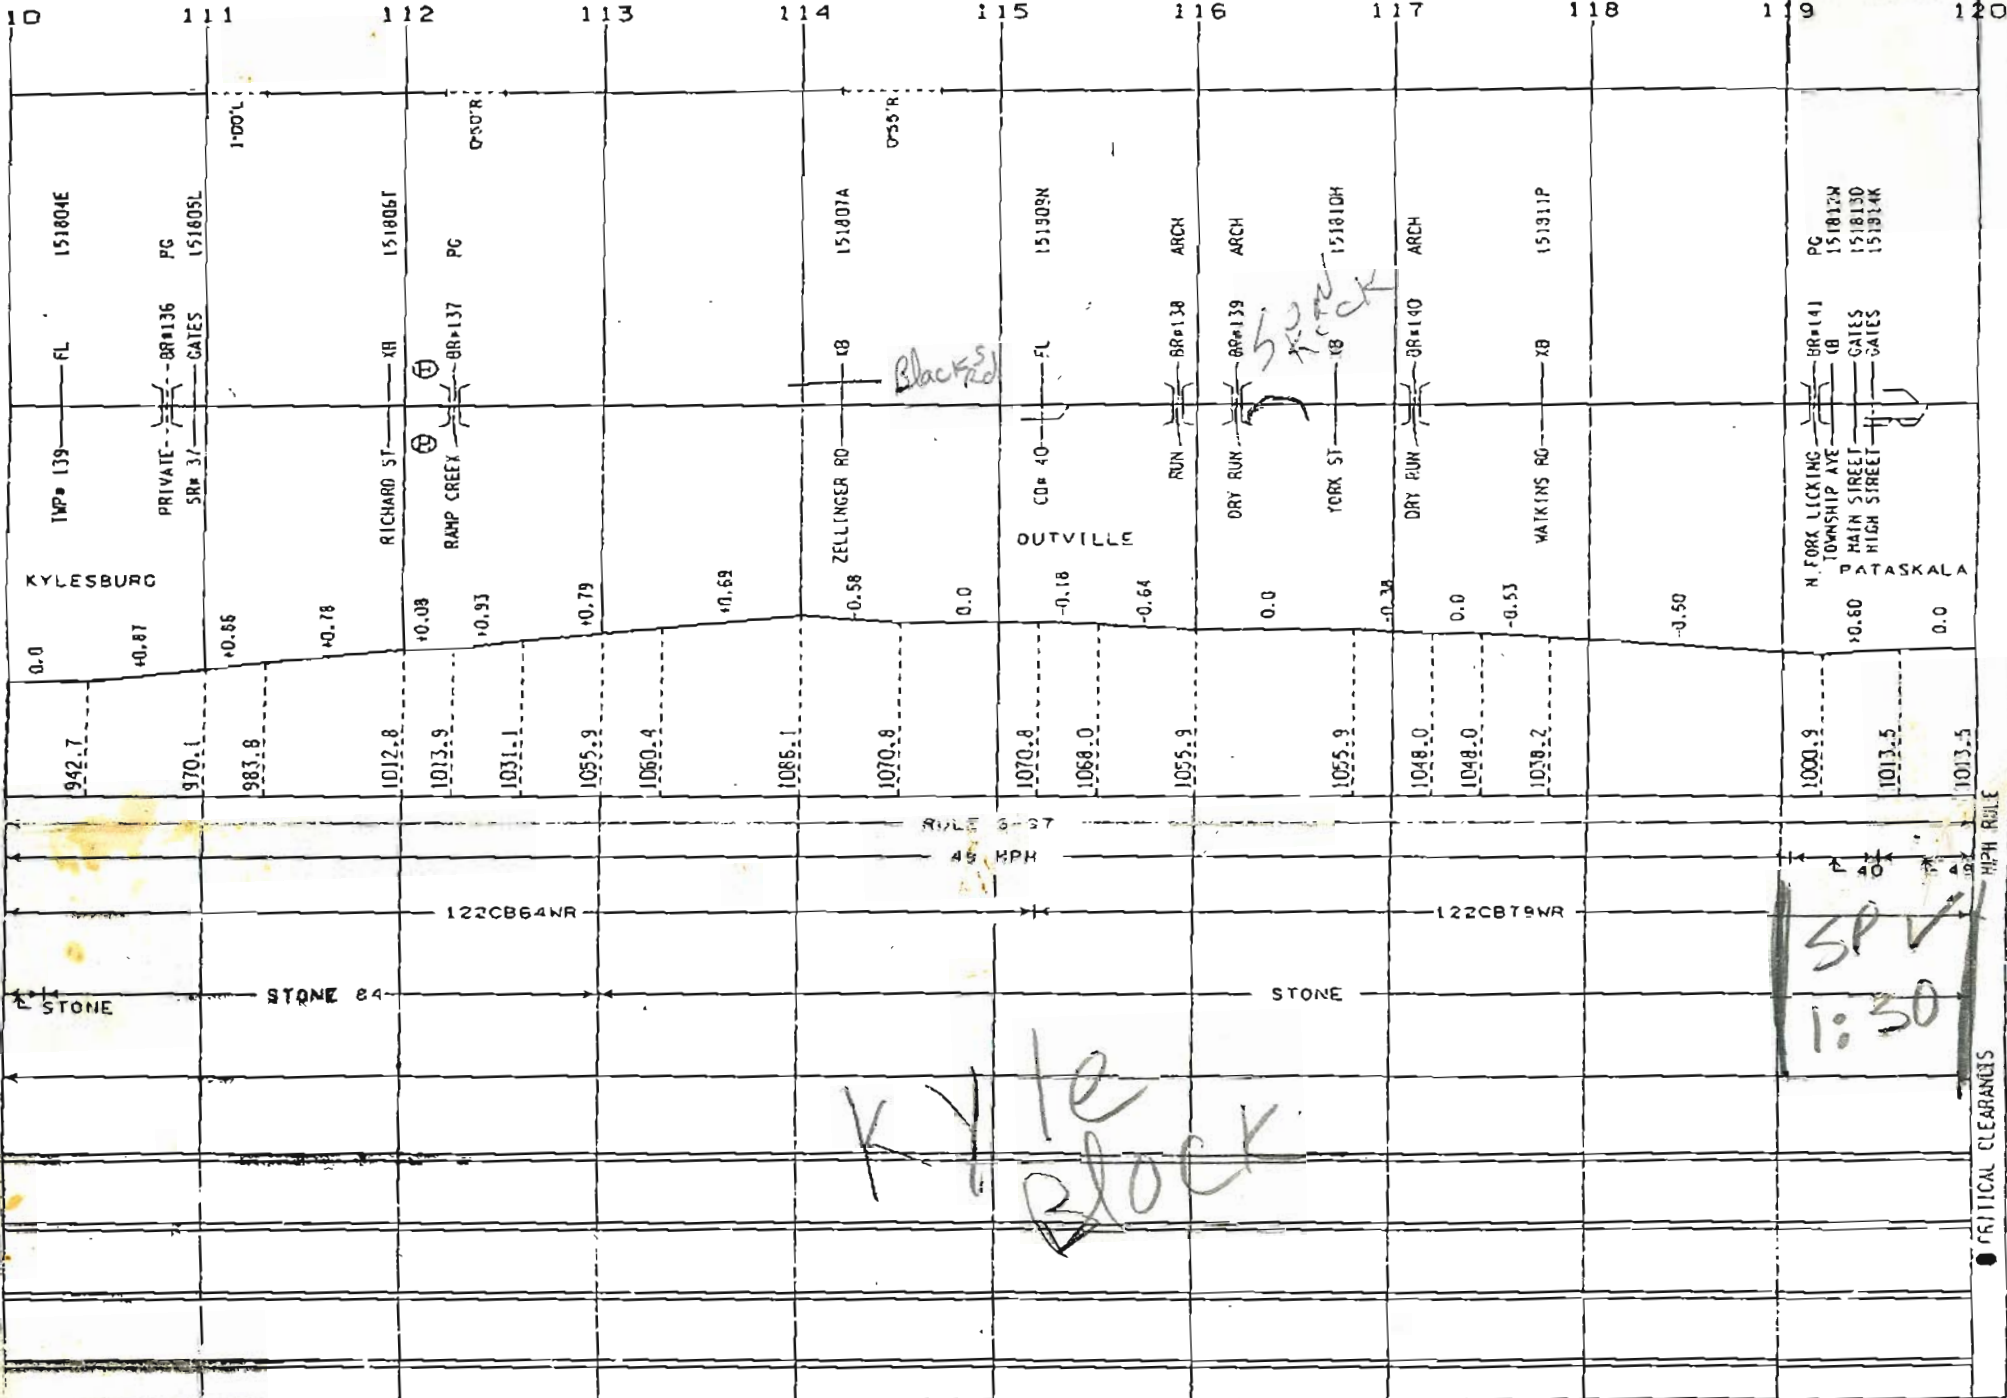 10 111 112 113 114 115 116 117 118 119 120
1·00'L 0·50'R 0·55'R
151804E PG 151805L 151806T PG 151807A 151809N ARCH ARCH 151810H ARCH 151811P PG 151812W 151813D 151814K
FL BR#136 GATES XB BR#137 XB FL BR#138 BR#139 XB BR#140 XB BR#141 XB GATES GATES
Blacks Rd
TWP# 139 PRIVATE SR# 37 RICHARD ST RAMP CREEK ZELLINGER RD CO# 40 RUN DRY RUN YORK ST DRY RUN WATKINS RD N. FORK LICKING TOWNSHIP AVE MAIN STREET HIGH STREET
KYLESBURG OUTVILLE PATASKALA
0.0 +0.87 +0.66 +0.78 +0.08 +0.93 +0.79 +0.69 -0.58 0.0 -0.18 -0.64 0.0 -0.38 0.0 -0.53 -0.50 +0.60 0.0
942.7 970.1 983.8 1012.8 1013.9 1031.1 1055.9 1060.4 1086.1 1070.8 1070.8 1068.0 1055.9 1055.9 1048.0 1048.0 1038.2 1000.9 1013.5 1013.5
RULE
MPH 40
MPH RULE
122CB64WR 122CB79WR
SPV
STONE STONE 84 STONE
1:30
Kyle
Block
CRITICAL CLEARANCES